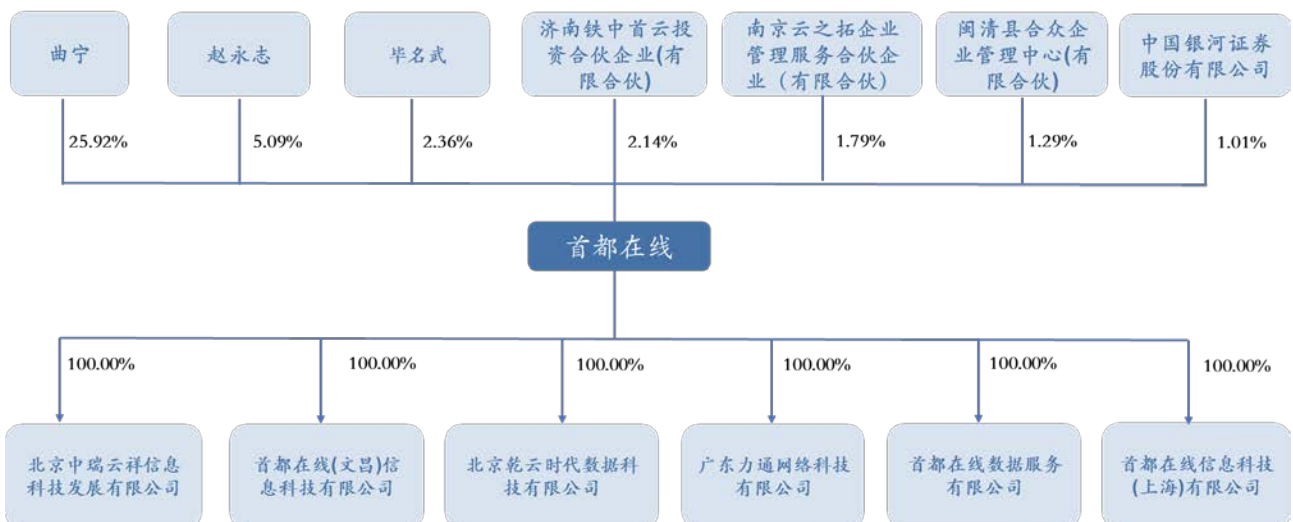 曲宁
赵永志
毕名武
济南铁中首云投
资合伙企业(有
限合伙)
南京云之拓企业
管理服务合伙企
业（有限合伙）
闽清县合众企
业管理中心(有
限合伙)
中国银河证券
股份有限公司
25.92%
5.09%
2.36%
2.14%
1.79%
1.29%
1.01%
首都在线
100.00%
100.00%
100.00%
100.00%
100.00%
100.00%
北京中瑞云祥信息
科技发展有限公司
首都在线(文昌)信
息科技有限公司
北京乾云时代数据科
技有限公司
广东力通网络科技
有限公司
首都在线数据服务
有限公司
首都在线信息科技
(上海)有限公司